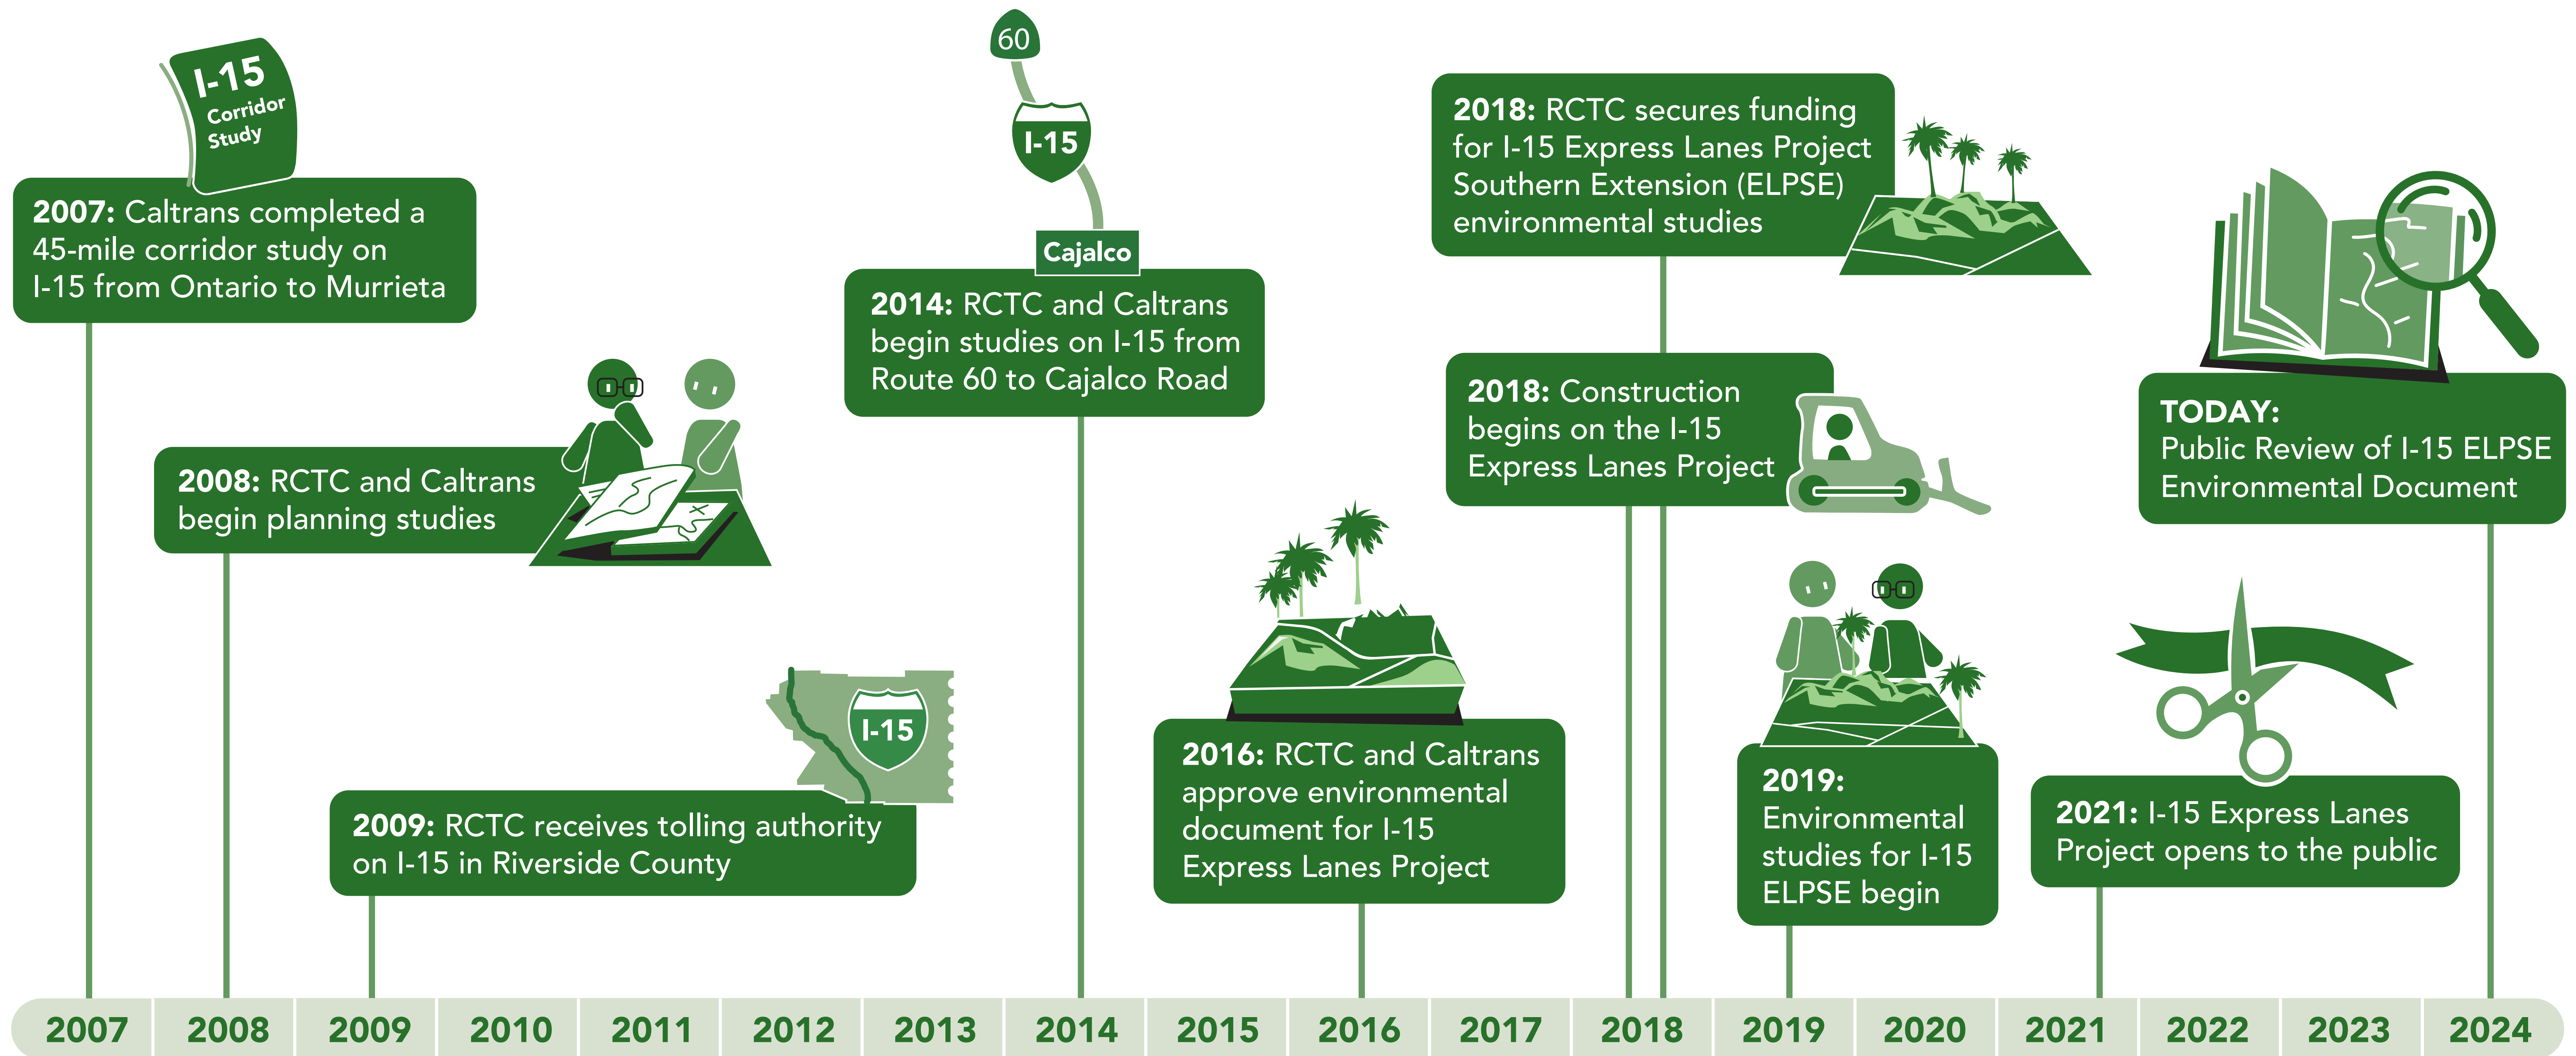 I-15
Corridor
Study
2007: Caltrans completed a
45-mile corridor study on
I-15 from Ontario to Murrieta
2008: RCTC and Caltrans
begin planning studies
I-15
2009: RCTC receives tolling authority
on I-15 in Riverside County
60
I-15
Cajalco
2014: RCTC and Caltrans
begin studies on I-15 from
Route 60 to Cajalco Road
2016: RCTC and Caltrans
approve environmental
document for I-15
Express Lanes Project
2018: RCTC secures funding
for I-15 Express Lanes Project
Southern Extension (ELPSE)
environmental studies
2018: Construction
begins on the I-15
Express Lanes Project
2019:
Environmental
studies for I-15
ELPSE begin
2021: I-15 Express Lanes
Project opens to the public
TODAY:
Public Review of I-15 ELPSE
Environmental Document
2007 2008 2009 2010 2011 2012 2013 2014 2015 2016 2017 2018 2019 2020 2021 2022 2023 2024